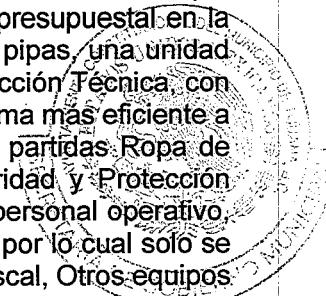 presupuestal en la
pipas, una unidad
cción Técnica, con
ma más eficiente a
partidas Ropa de
ridad y Protección
personal operativo,
por lo cual solo se
scal, Otros equipos